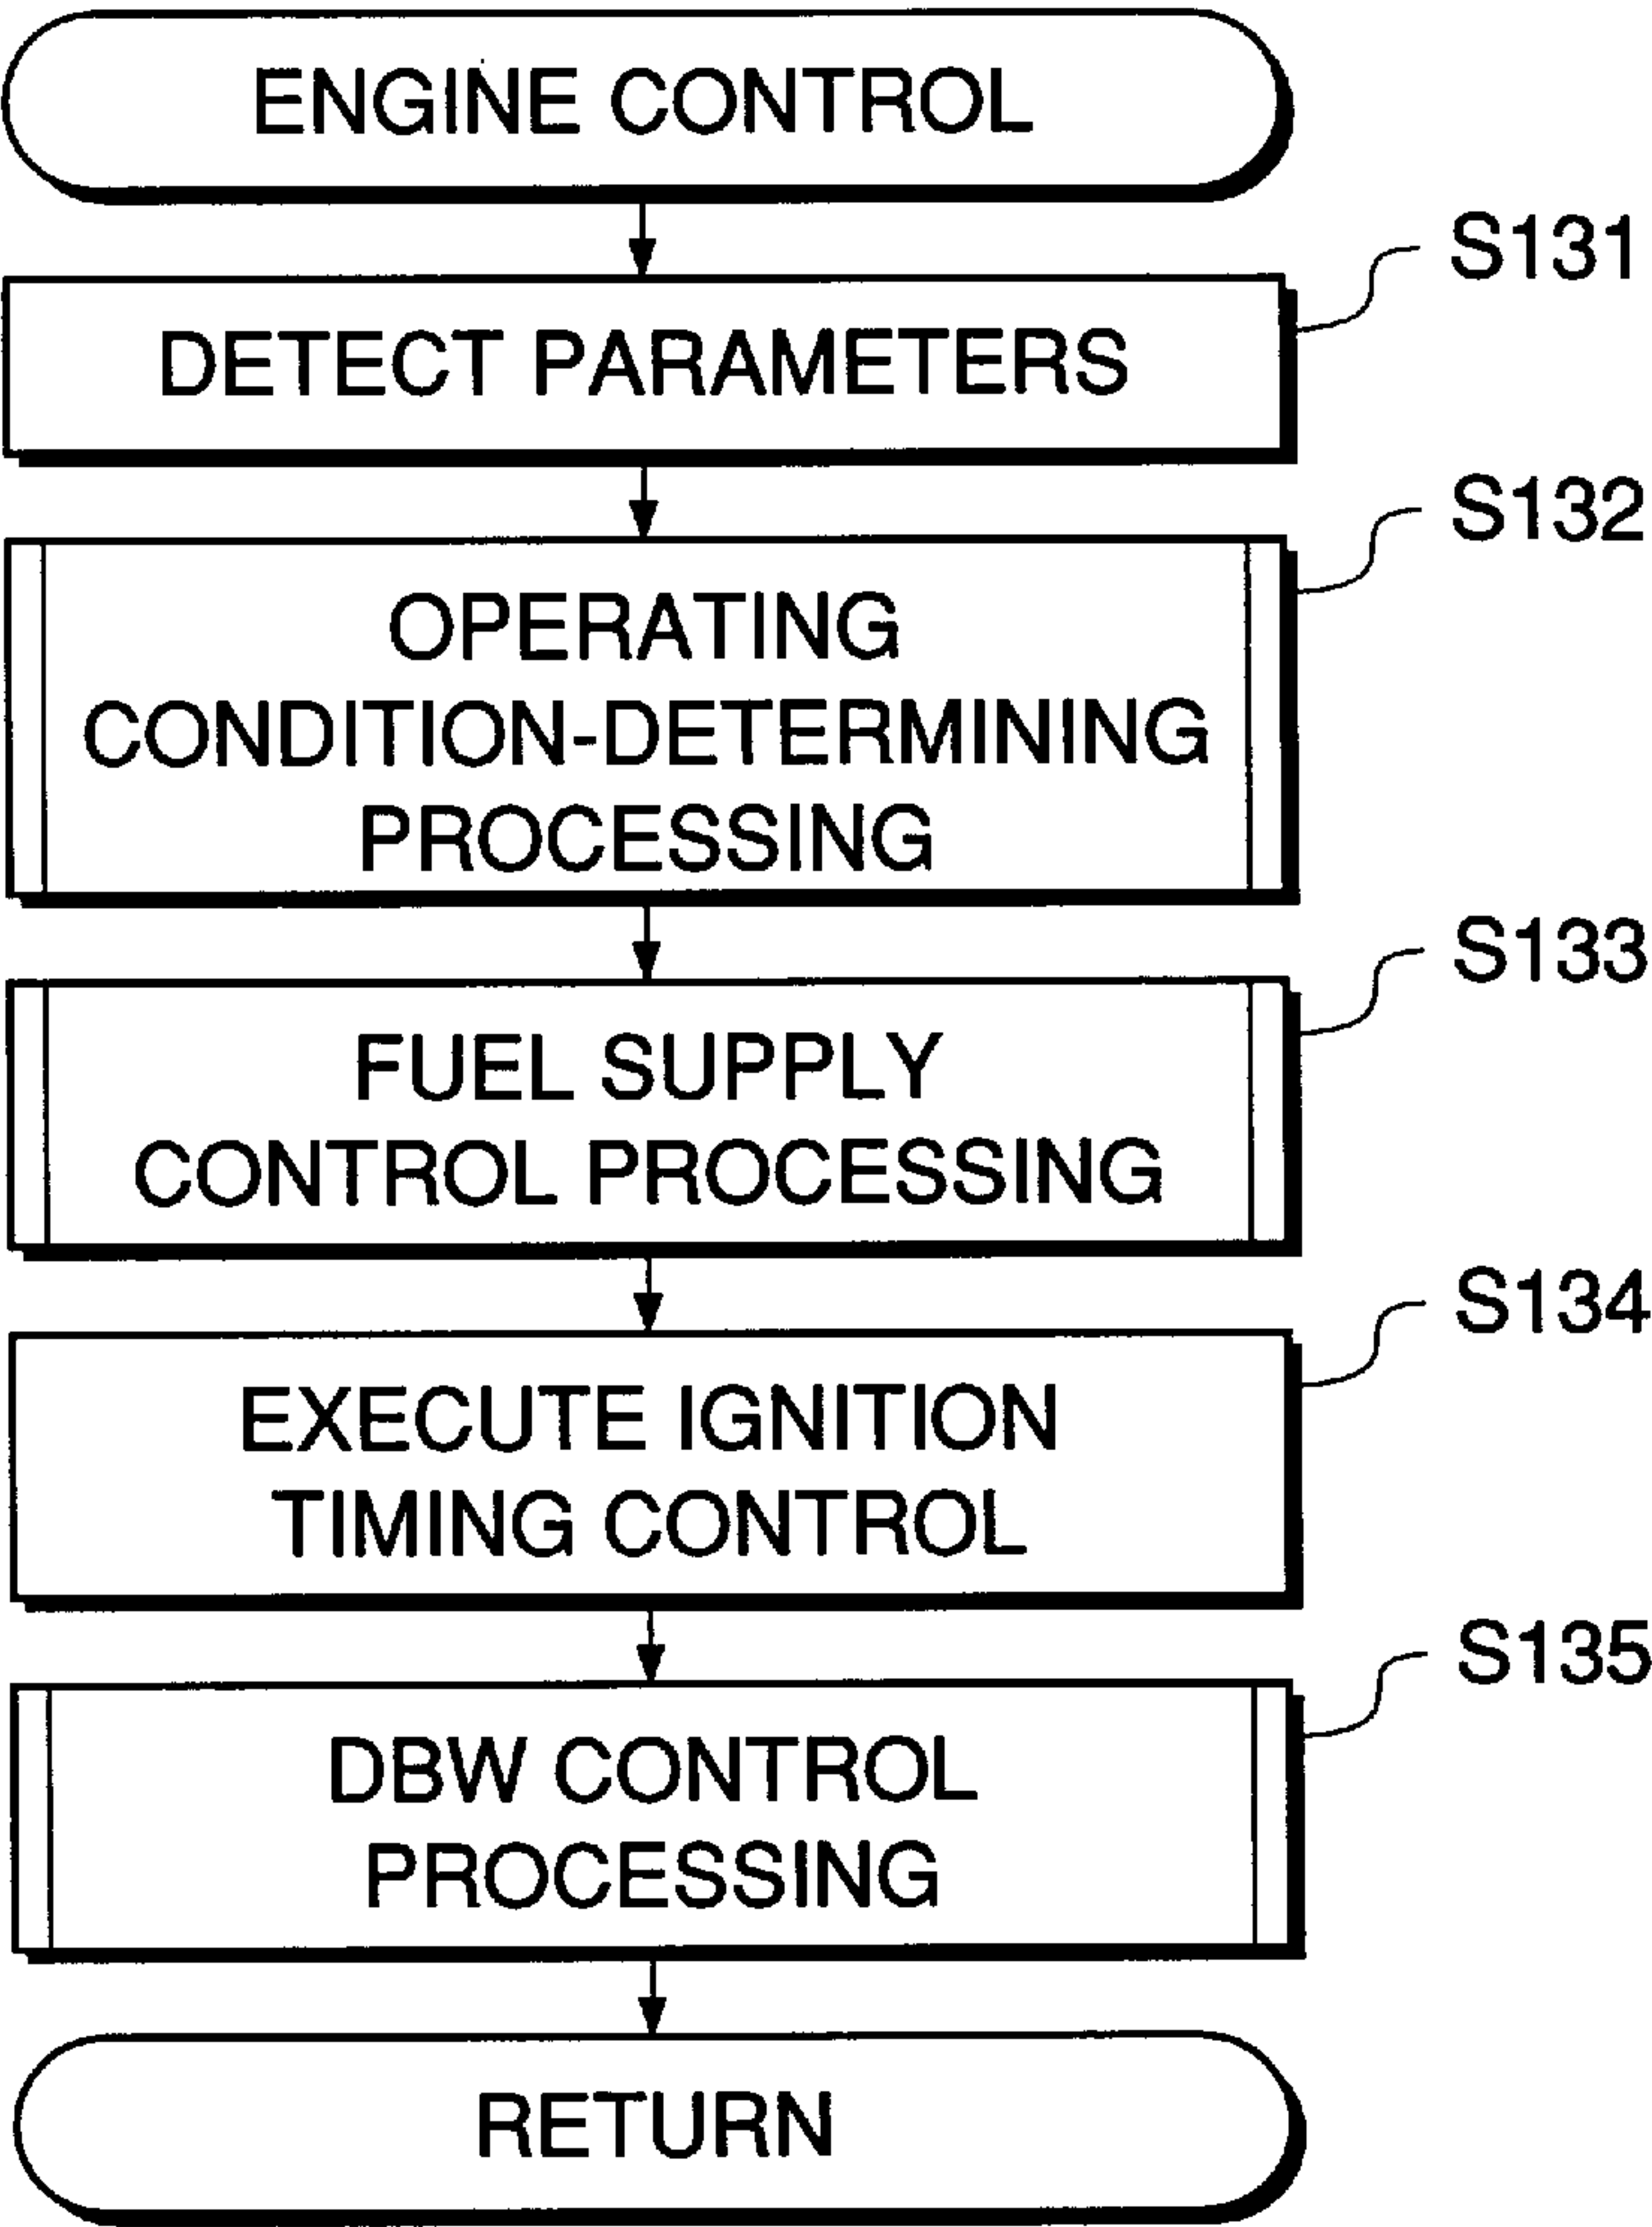 ENGINE CONTROL
S131
DETECT PARAMETERS
S132
OPERATING
CONDITION-DETERMINING
PROCESSING
S133
FUEL SUPPLY
CONTROL PROCESSING
S134
EXECUTE IGNITION
TIMING CONTROL
S135
DBW CONTROL
PROCESSING
RETURN